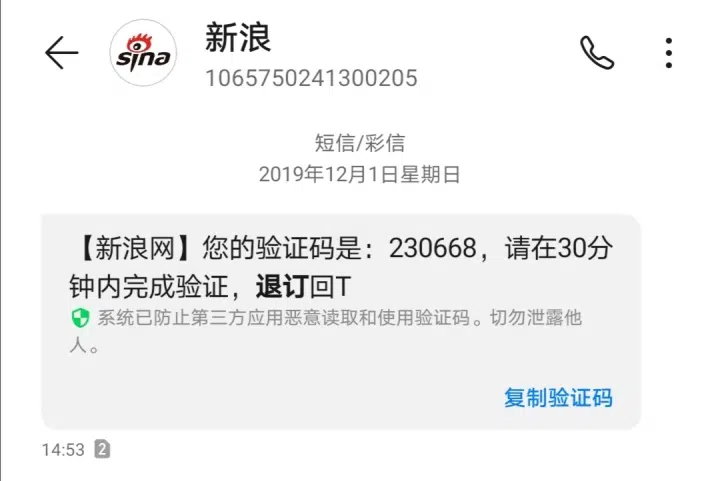 sina
新浪
1065750241300205
短信/彩信
2019年12月1日星期日
【新浪网】您的验证码是：230668，请在30分
钟内完成验证，退订回T
系统已防止第三方应用恶意读取和使用验证码。切勿泄露他
人。
复制验证码
14:53 2